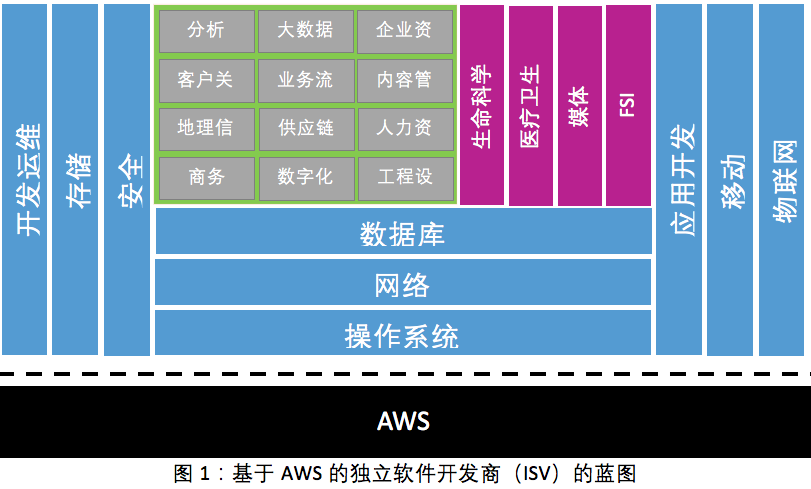 开发运维
存储
安全
分析
大数据
企业资
客户关
业务流
内容管
地理信
供应链
人力资
商务
数字化
工程设
生命科学
医疗卫生
媒体
FSI
数据库
网络
操作系统
应用开发
移动
物联网
AWS
图 1：基于 AWS 的独立软件开发商（ISV）的蓝图